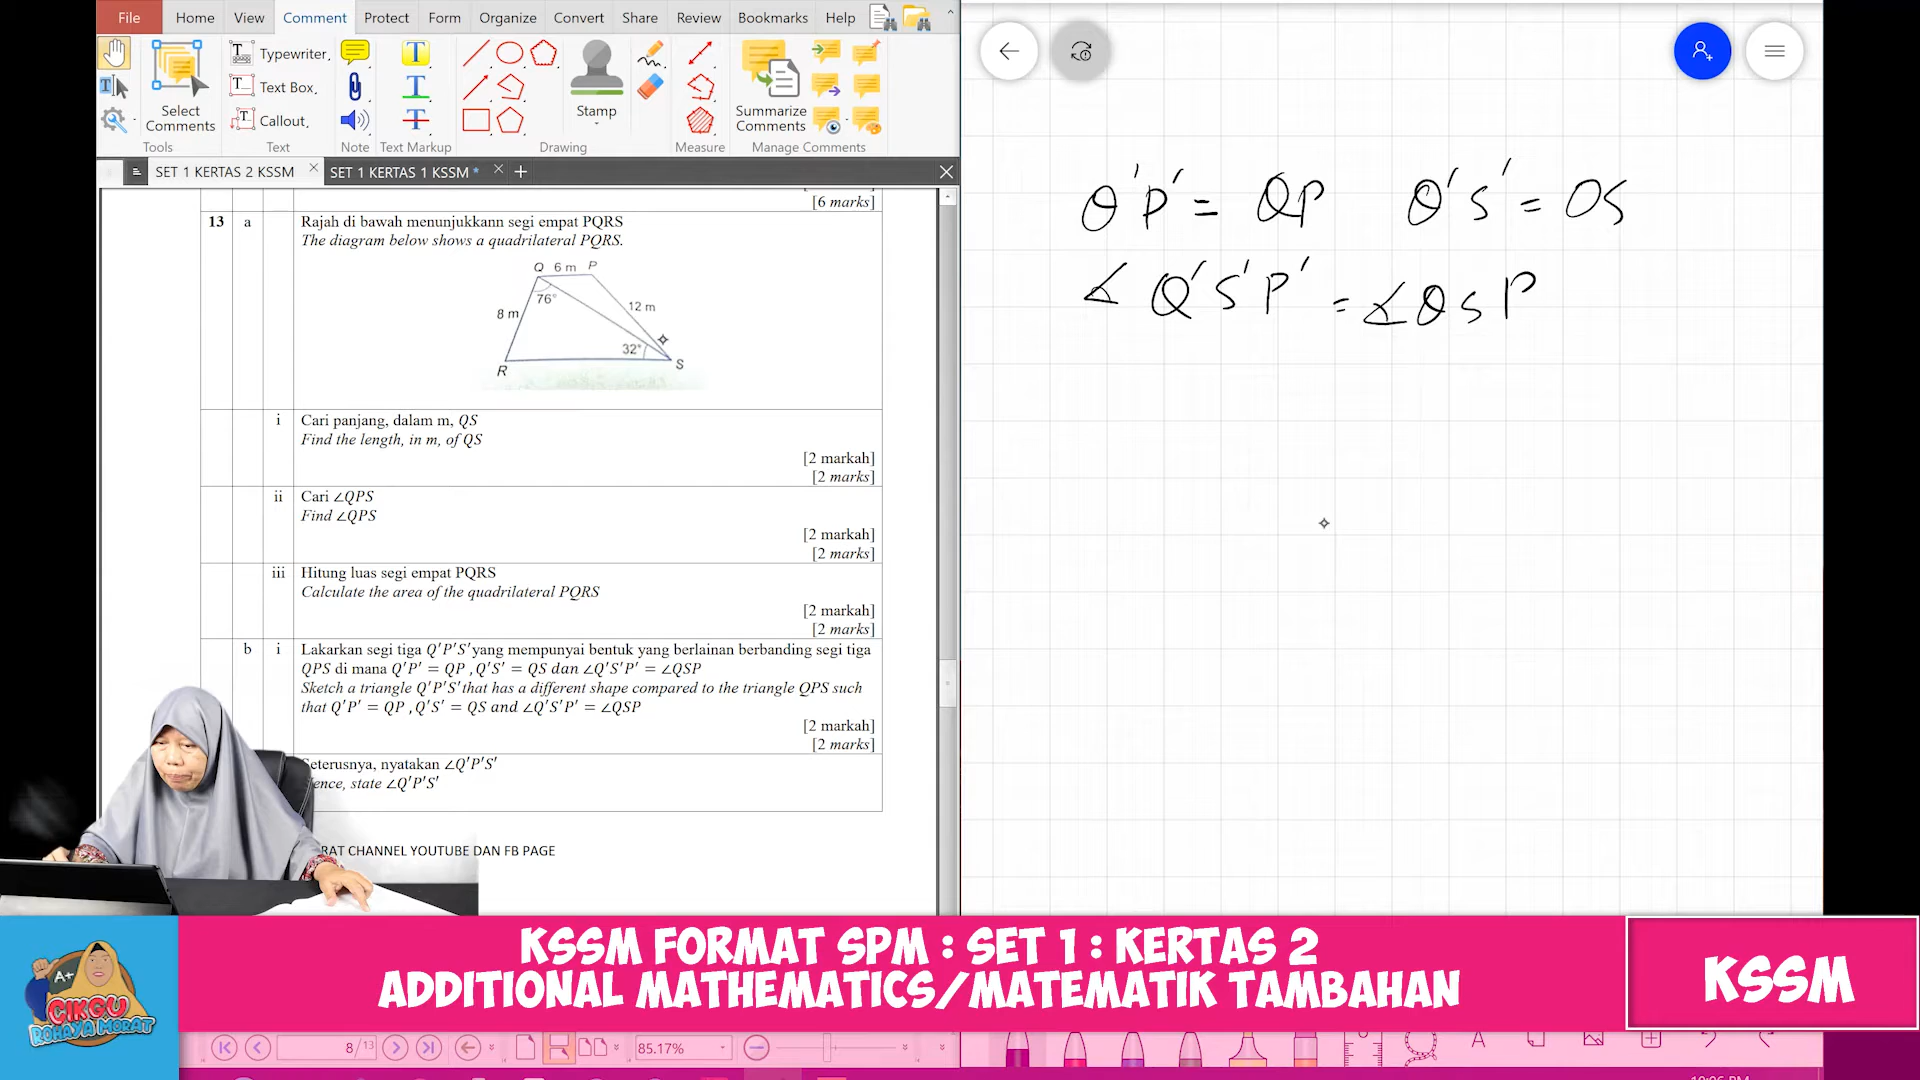 File Home View Comment Protect Form Organize Convert Share Review Bookmarks Help
Select Comments
Typewriter
Text Box
Callout
Stamp
Summarize Comments
Tools Text Note Text Markup Drawing Measure Manage Comments
SET 1 KERTAS 2 KSSM SET 1 KERTAS 1 KSSM *
[6 marks]
13 a Rajah di bawah menunjukkann segi empat PQRS
The diagram below shows a quadrilateral PQRS.
Q 6 m P
76°
8 m 12 m
32°
R S
i Cari panjang, dalam m, QS
Find the length, in m, of QS
[2 markah]
[2 marks]
ii Cari ∠QPS
Find ∠QPS
[2 markah]
[2 marks]
iii Hitung luas segi empat PQRS
Calculate the area of the quadrilateral PQRS
[2 markah]
[2 marks]
b i Lakarkan segi tiga Q'P'S' yang mempunyai bentuk yang berlainan berbanding segi tiga
QPS di mana Q'P' = QP , Q'S' = QS dan ∠Q'S'P' = ∠QSP
Sketch a triangle Q'P'S' that has a different shape compared to the triangle QPS such
that Q'P' = QP , Q'S' = QS and ∠Q'S'P' = ∠QSP
[2 markah]
[2 marks]
Seterusnya, nyatakan ∠Q'P'S'
ence, state ∠Q'P'S'
RAT CHANNEL YOUTUBE DAN FB PAGE
Q'P' = QP Q'S' = QS
∠Q'S'P' = ∠QSP
KSSM FORMAT SPM : SET 1 : KERTAS 2
ADDITIONAL MATHEMATICS/MATEMATIK TAMBAHAN
KSSM
A+
CIKGU
ROHAYA MORAT
8 / 13
85.17%